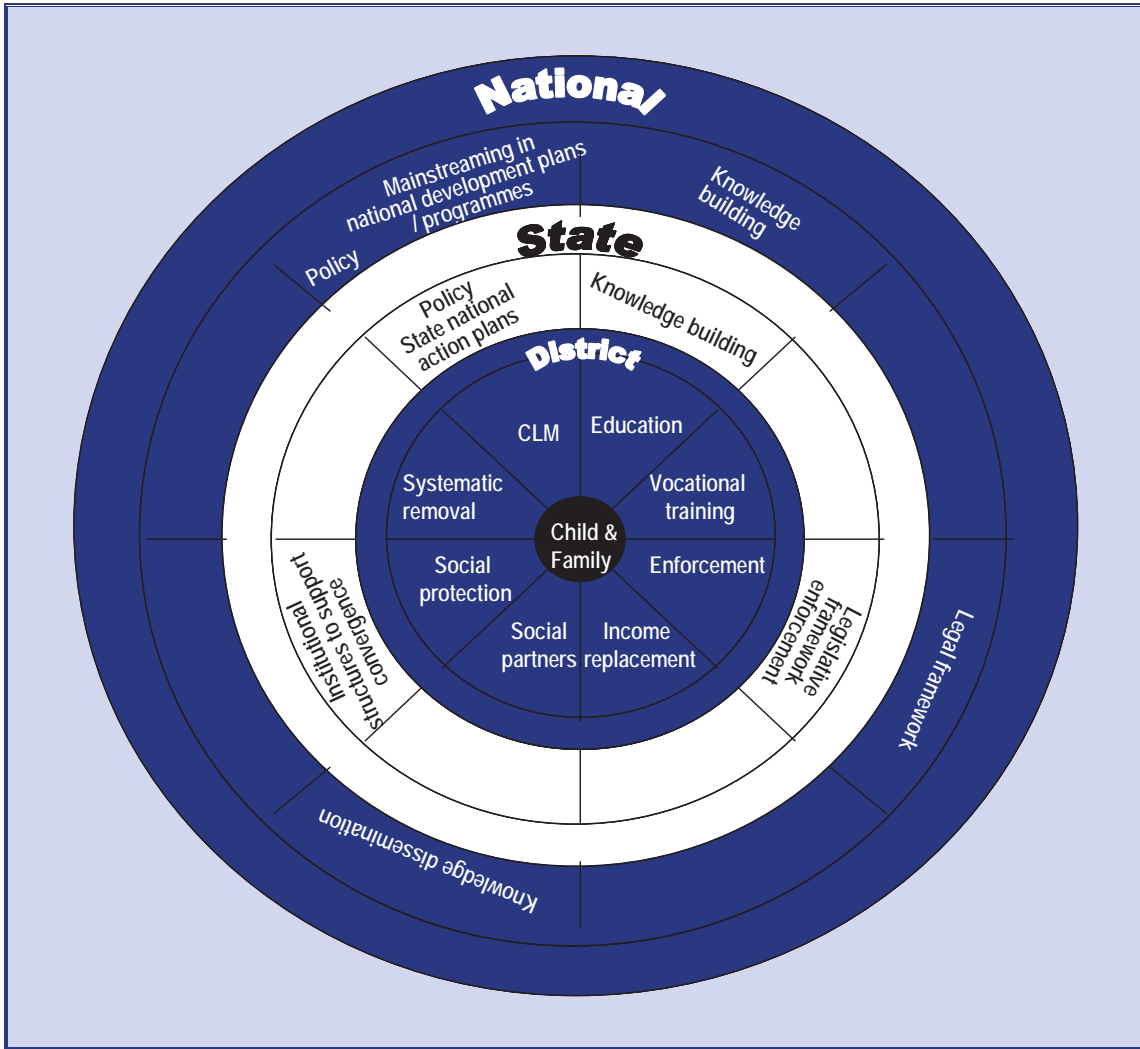 National
Mainstreaming in
national development plans
/ programmes
Policy
Knowledge
building
Legal framework
Knowledge dissemination
State
Policy
State national
action plans
Knowledge building
Legislative
framework
enforcement
Institutional
structures to support
convergence
District
CLM
Education
Vocational
training
Enforcement
Income
replacement
Social
partners
Social
protection
Systematic
removal
Child &
Family